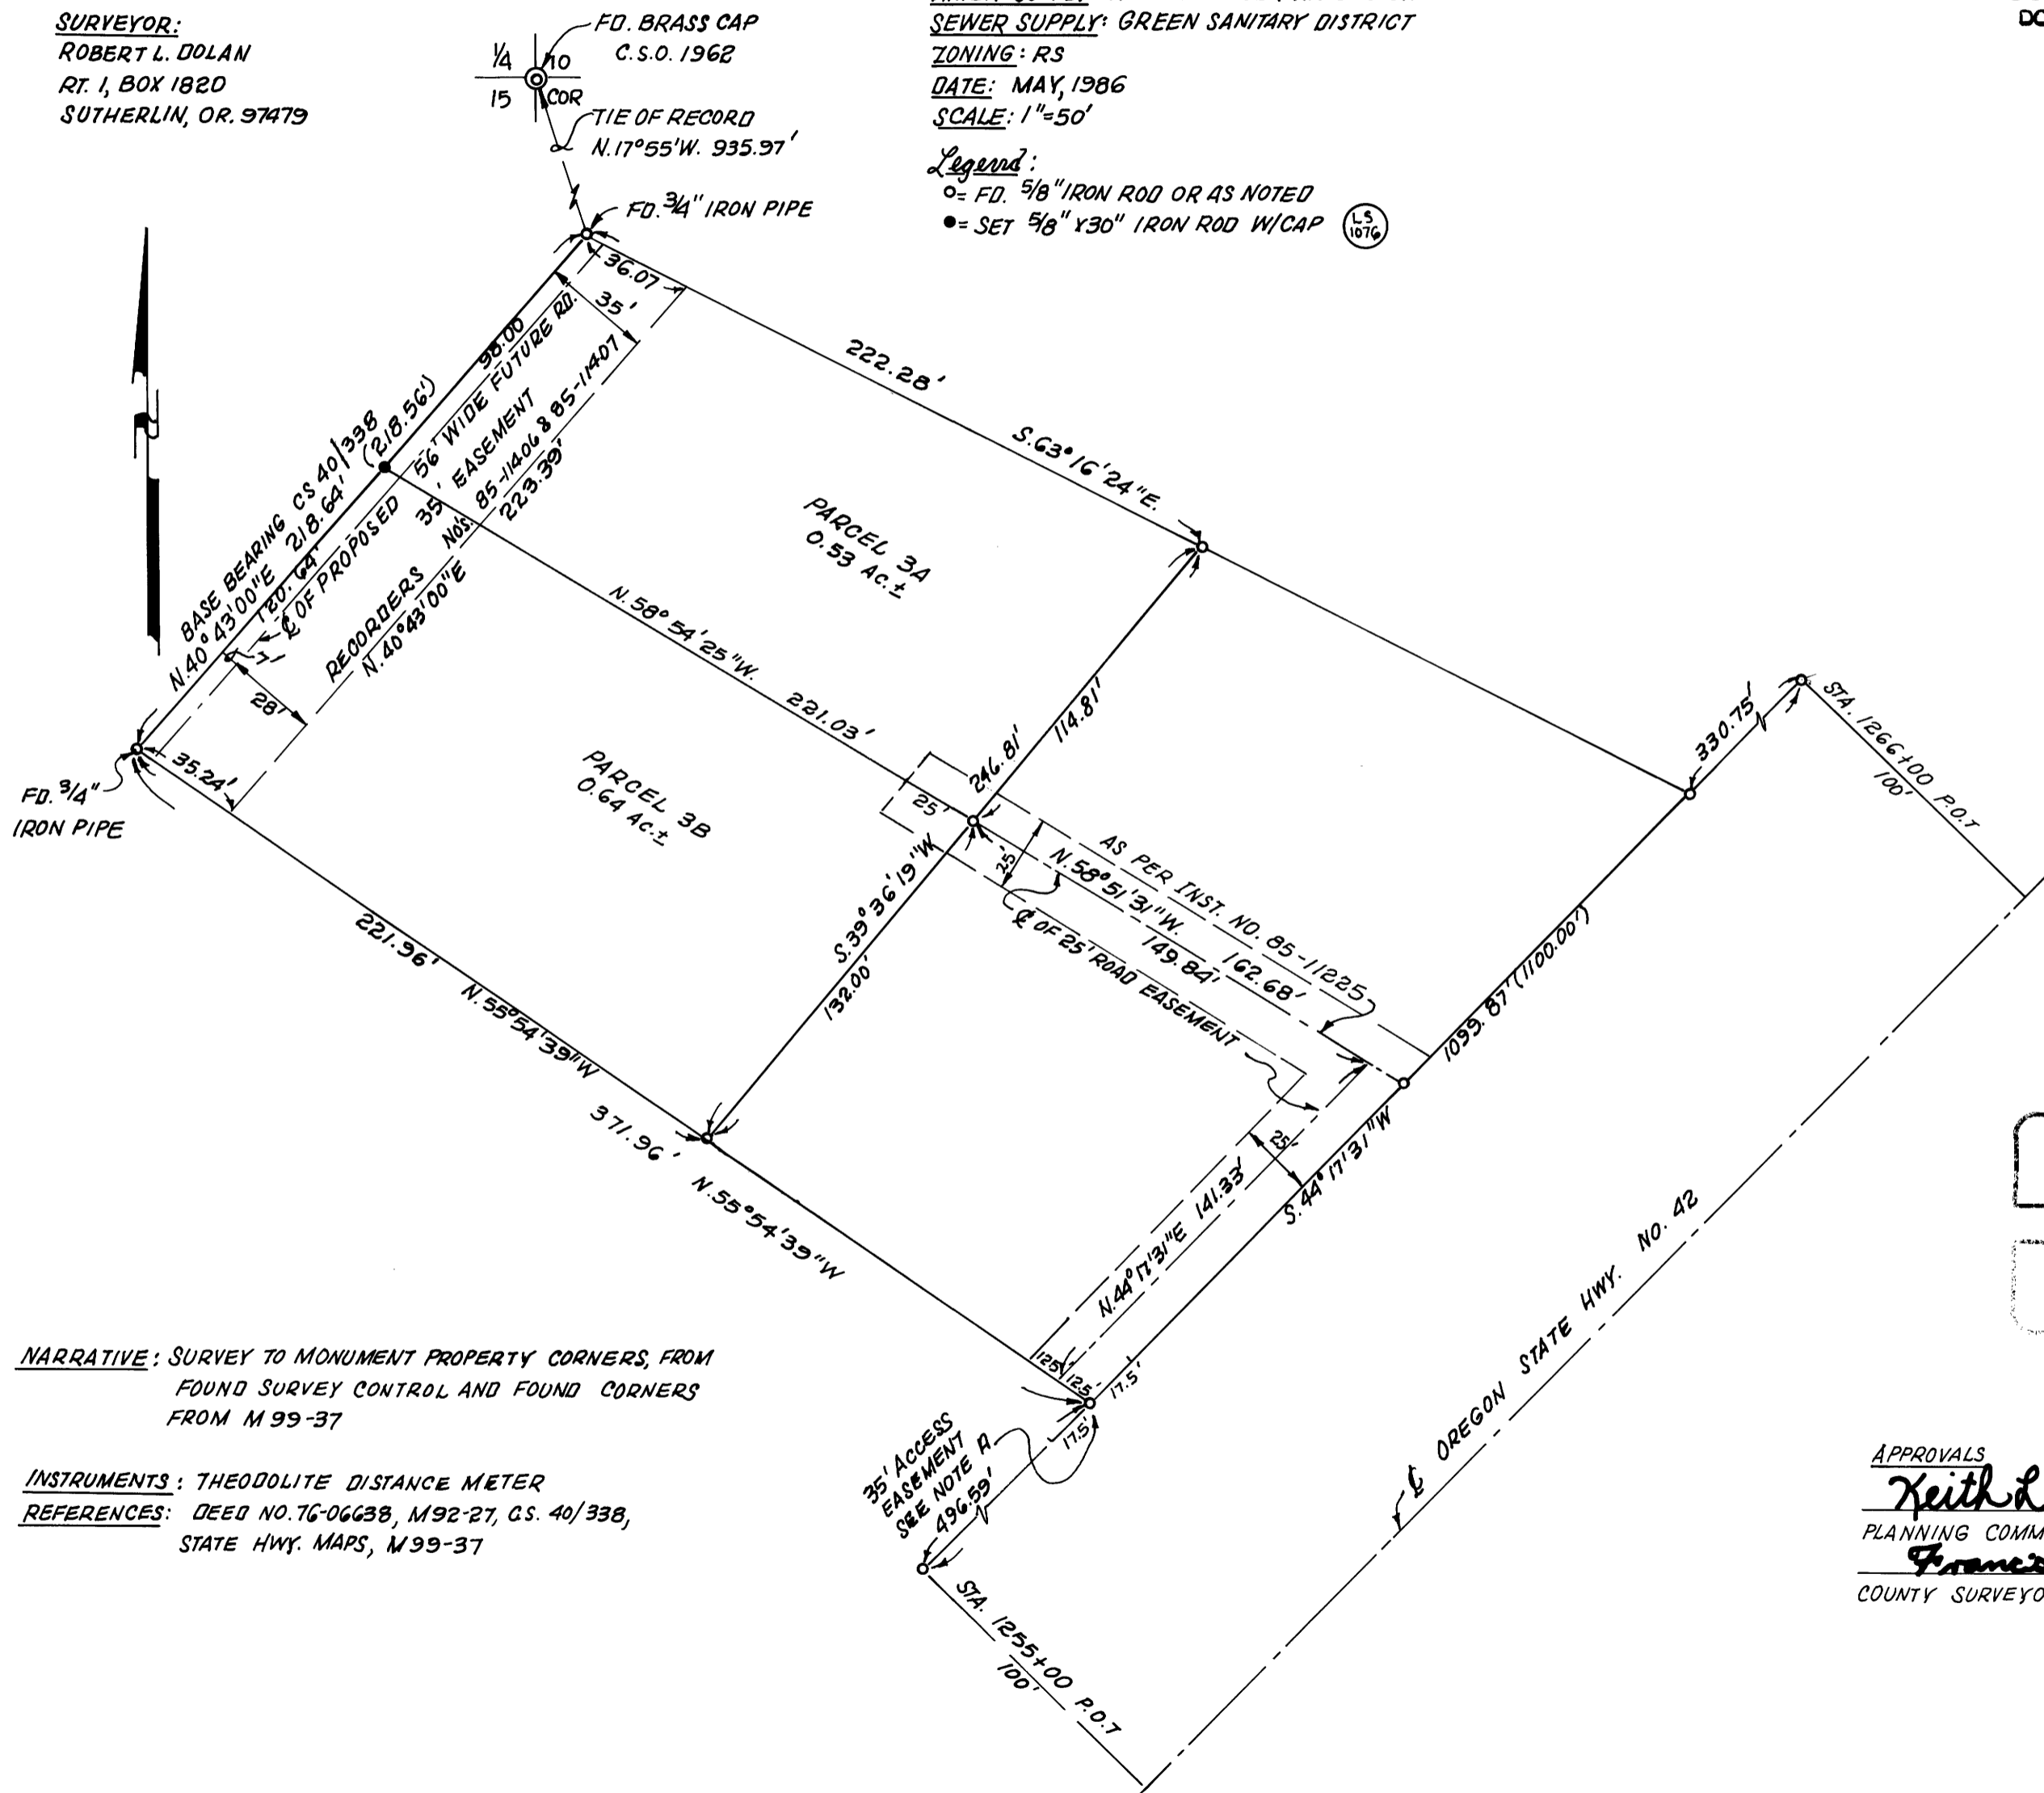 SURVEYOR:
ROBERT L. DOLAN
RT. 1, BOX 1820
SUTHERLIN, OR. 97479
1/4 10
15 COR
FD. BRASS CAP
C.S.O. 1962
TIE OF RECORD
N.17°55'W. 935.97'
FD. 3/4" IRON PIPE
SEWER SUPPLY: GREEN SANITARY DISTRICT
ZONING: RS
DATE: MAY, 1986
SCALE: 1"=50'
Legend:
o= FD. 5/8" IRON ROD OR AS NOTED
●= SET 5/8" X30" IRON ROD W/CAP
LS
1076
36.07
35'
98.00
222.28'
S.63°16'24"E.
BASE BEARING CS 40/338
(218.56')
N.40°43'00"E 218.64'
120.64'
℄ OF PROPOSED 56' WIDE FUTURE RD.
35' EASEMENT
RECORDERS NO'S. 85-11406 & 85-11407
N.40°43'00"E 223.39'
7'
28'
35.24'
FD. 3/4"
IRON PIPE
PARCEL 3A
0.53 AC.±
N.58°54'25"W. 221.03'
PARCEL 3B
0.64 AC.±
246.81'
114.81'
25'
25'
S.39°36'19"W
132.00'
AS PER INST. NO. 85-11225
N.58°51'31"W. 162.68'
149.84'
℄ OF 25' ROAD EASEMENT
330.75'
STA. 1266+00 P.O.T
100'
1099.87' (1100.00')
221.96'
N.55°54'39"W
371.96' N.55°54'39"W
25'
N.44°17'31"E 141.33'
S.44°17'31"W
12.5'
12.5'
17.5'
17.5'
35' ACCESS
EASEMENT
SEE NOTE A
496.59'
STA. 1255+00 P.O.T
100'
℄ OREGON STATE HWY. NO. 42
NARRATIVE: SURVEY TO MONUMENT PROPERTY CORNERS, FROM
FOUND SURVEY CONTROL AND FOUND CORNERS
FROM M 99-37
INSTRUMENTS: THEODOLITE DISTANCE METER
REFERENCES: DEED NO. 76-06638, M92-27, C.S. 40/338,
STATE HWY. MAPS, M99-37
APPROVALS
Keith L
PLANNING COMM
Francis
COUNTY SURVEYO